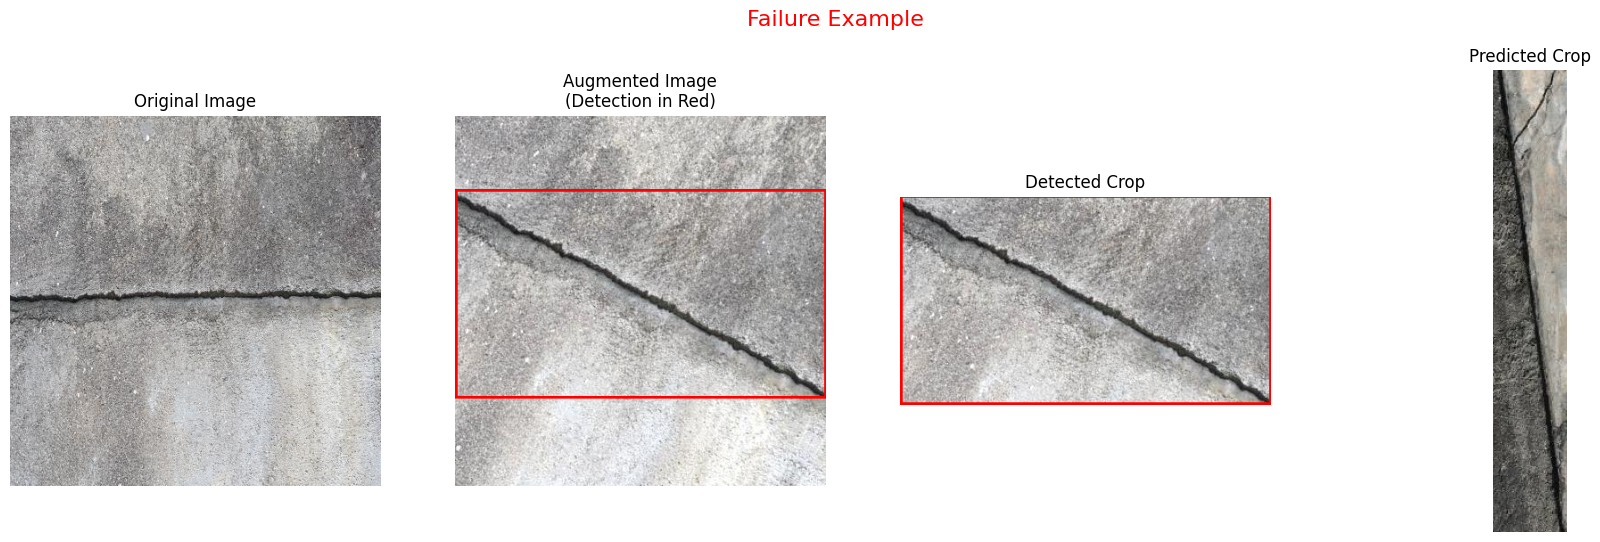 Failure Example
Original Image
Augmented Image
(Detection in Red)
Detected Crop
Predicted Crop